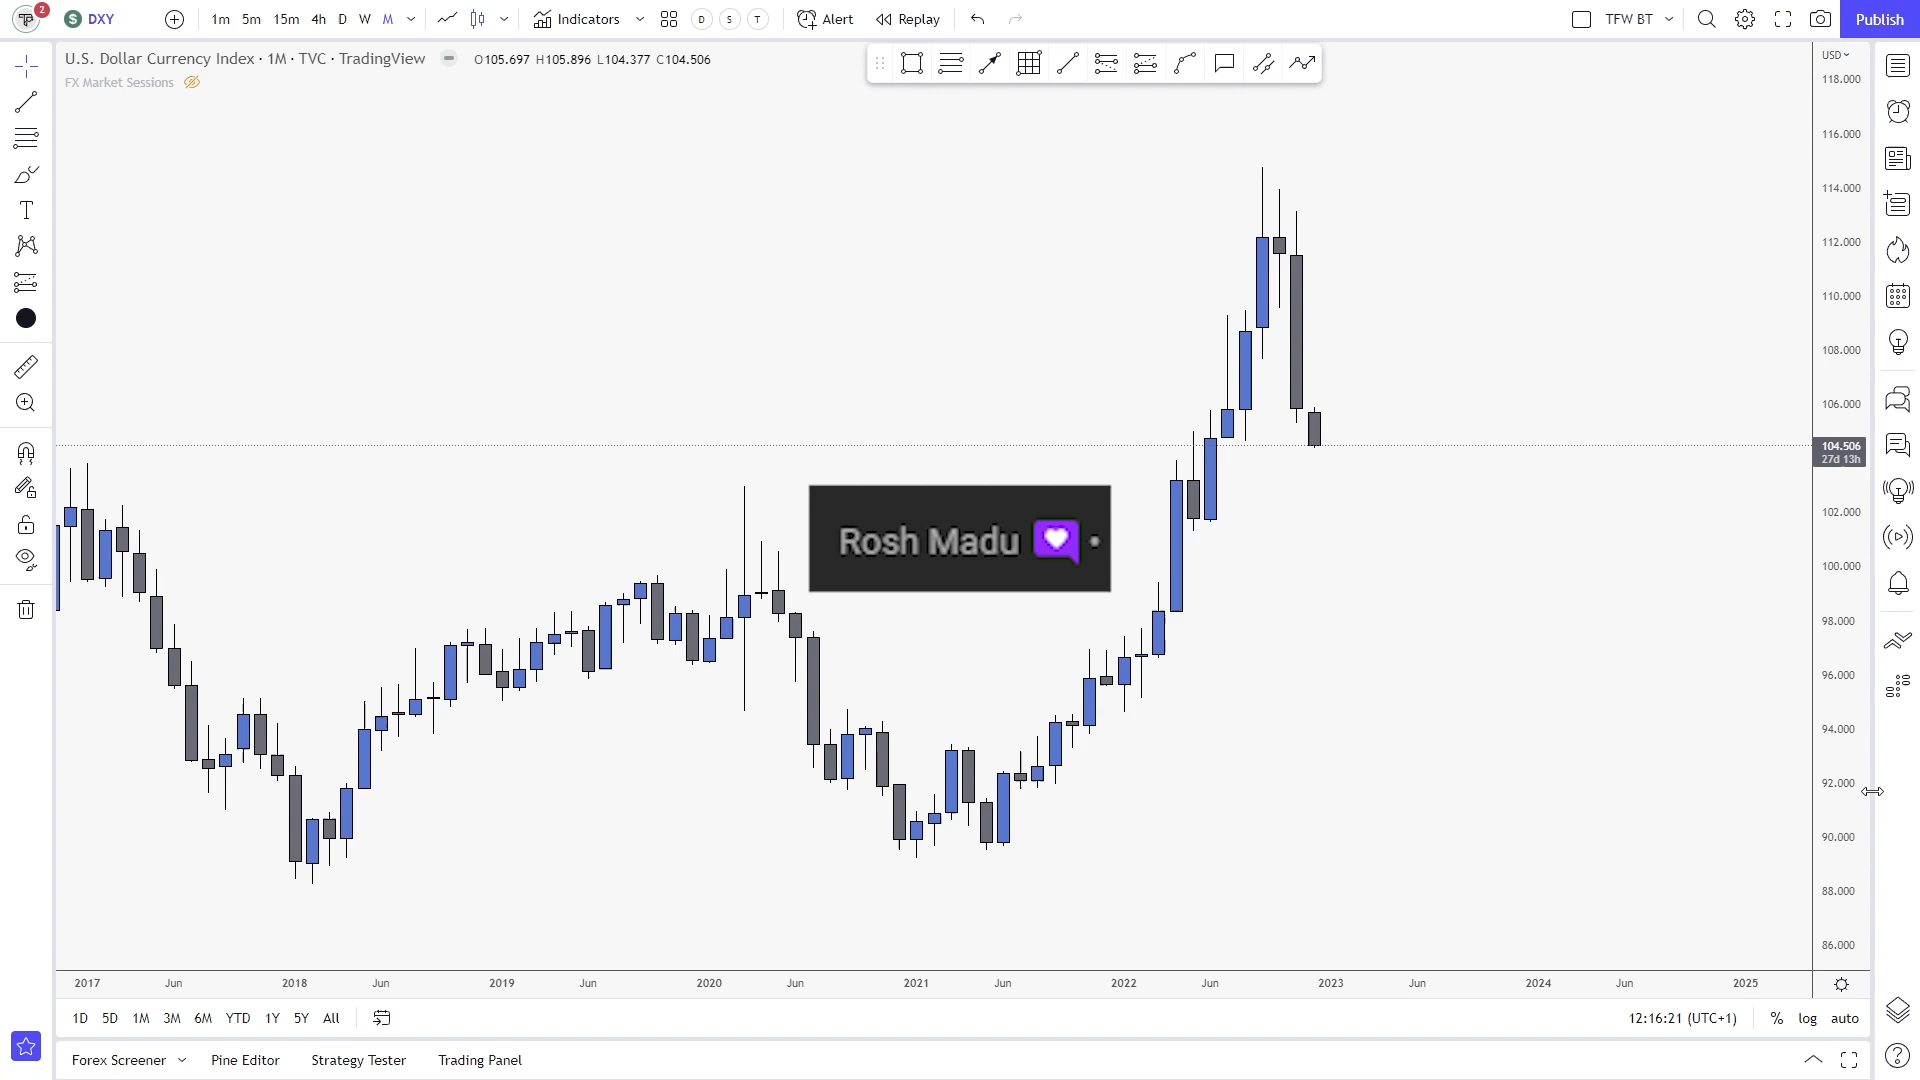 2
DXY
1m 5m 15m 4h D W M
Indicators
D S T
Alert
Replay
TFW BT
Publish
U.S. Dollar Currency Index · 1M · TVC · TradingView
O105.697 H105.896 L104.377 C104.506
FX Market Sessions
USD
118.000
116.000
114.000
112.000
110.000
108.000
106.000
104.506
27d 13h
102.000
100.000
98.000
96.000
94.000
92.000
90.000
88.000
86.000
Rosh Madu
2017 Jun 2018 Jun 2019 Jun 2020 Jun 2021 Jun 2022 Jun 2023 Jun 2024 Jun 2025
1D 5D 1M 3M 6M YTD 1Y 5Y All
12:16:21 (UTC+1)
% log auto
Forex Screener Pine Editor Strategy Tester Trading Panel